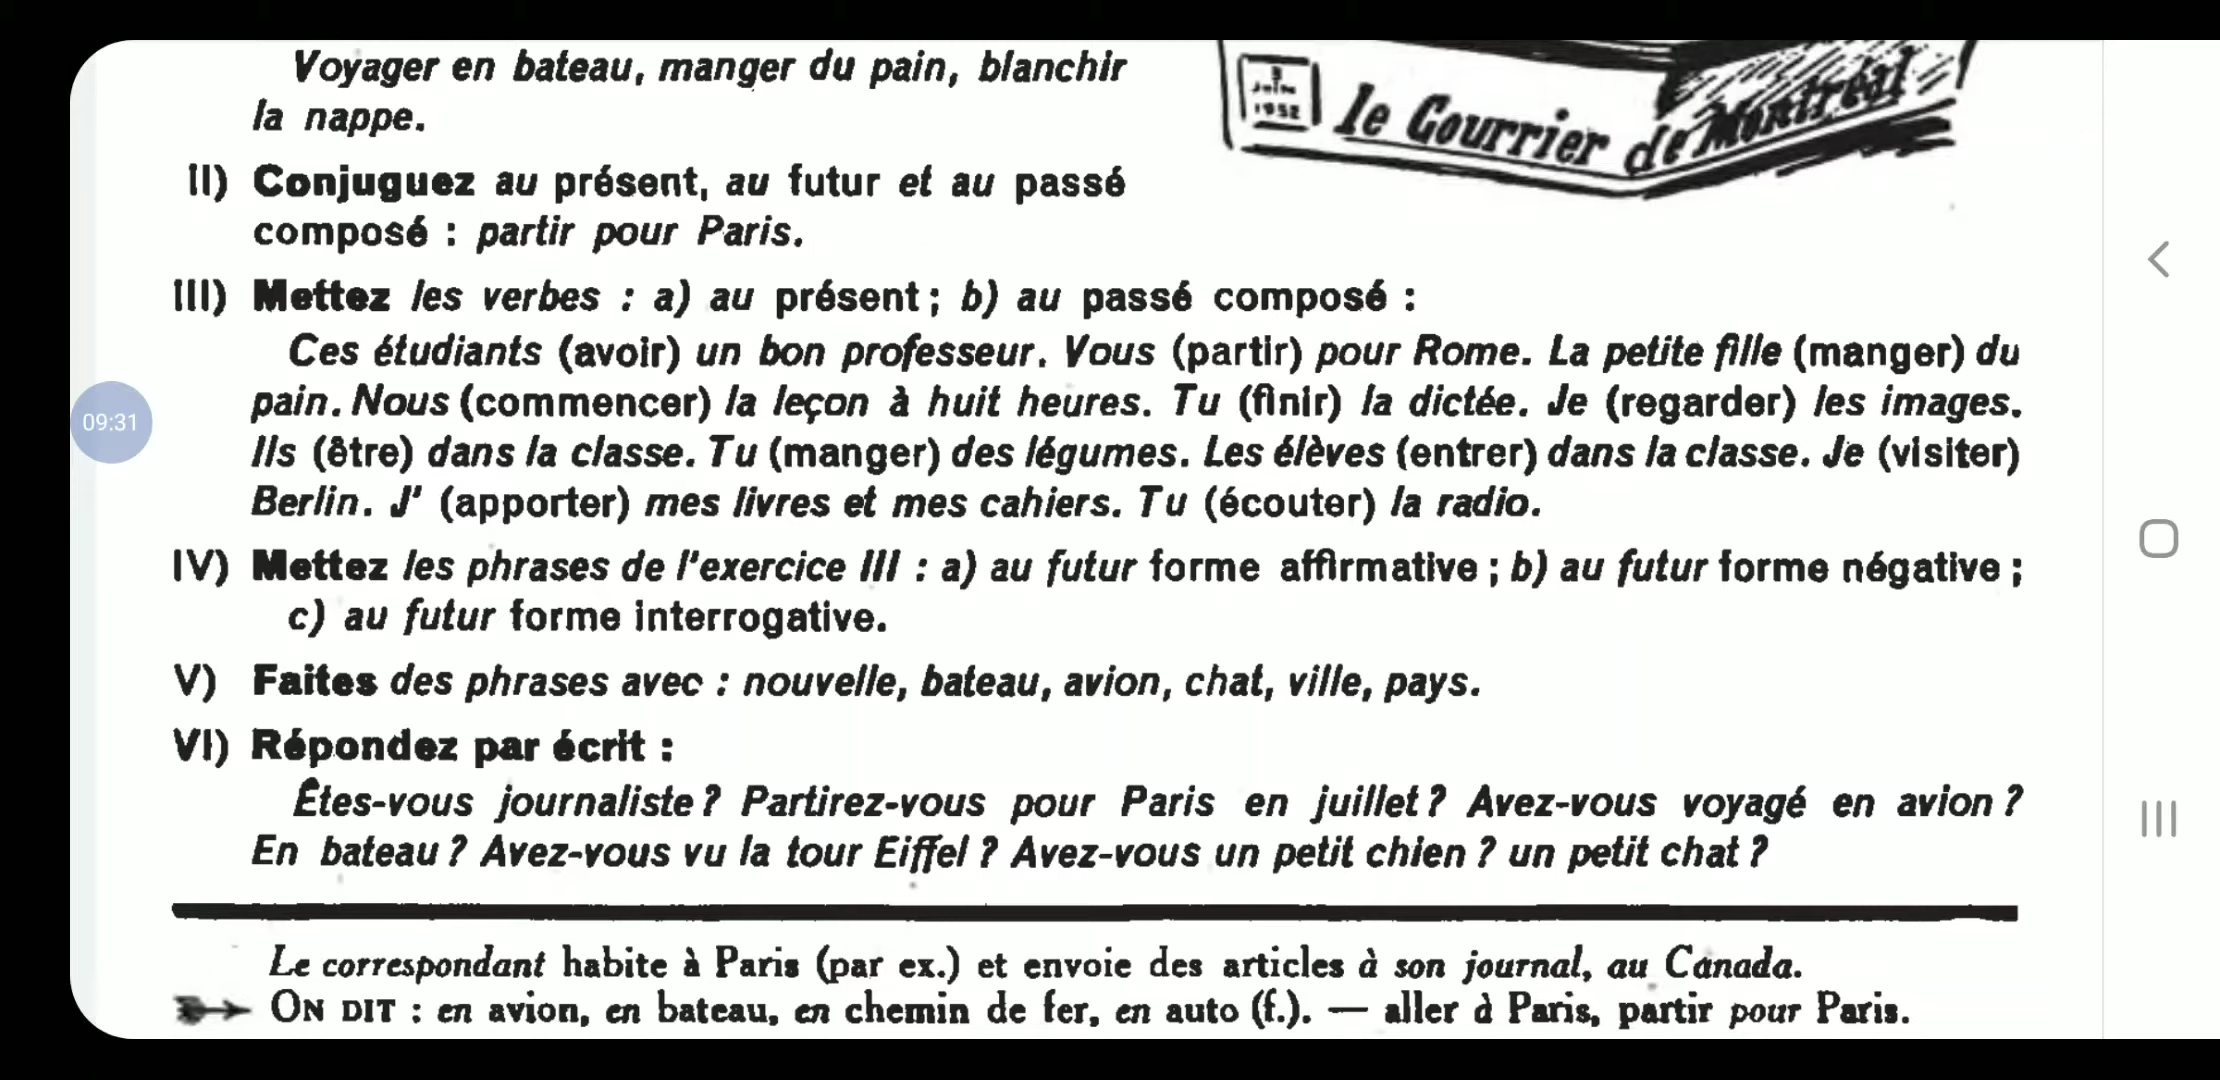 Voyager en bateau, manger du pain, blanchir
la nappe.
3
Juin
1952
le Courrier de Montréal
II) Conjuguez au présent, au futur et au passé
composé : partir pour Paris.
III) Mettez les verbes : a) au présent ; b) au passé composé :
Ces étudiants (avoir) un bon professeur. Vous (partir) pour Rome. La petite fille (manger) du
pain. Nous (commencer) la leçon à huit heures. Tu (finir) la dictée. Je (regarder) les images.
Ils (être) dans la classe. Tu (manger) des légumes. Les élèves (entrer) dans la classe. Je (visiter)
Berlin. J' (apporter) mes livres et mes cahiers. Tu (écouter) la radio.
09:31
IV) Mettez les phrases de l'exercice III : a) au futur forme affirmative ; b) au futur forme négative ;
c) au futur forme interrogative.
V) Faites des phrases avec : nouvelle, bateau, avion, chat, ville, pays.
VI) Répondez par écrit :
Êtes-vous journaliste ? Partirez-vous pour Paris en juillet ? Avez-vous voyagé en avion ?
En bateau ? Avez-vous vu la tour Eiffel ? Avez-vous un petit chien ? un petit chat ?
Le correspondant habite à Paris (par ex.) et envoie des articles à son journal, au Canada.
ON DIT : en avion, en bateau, en chemin de fer, en auto (f.). — aller à Paris, partir pour Paris.